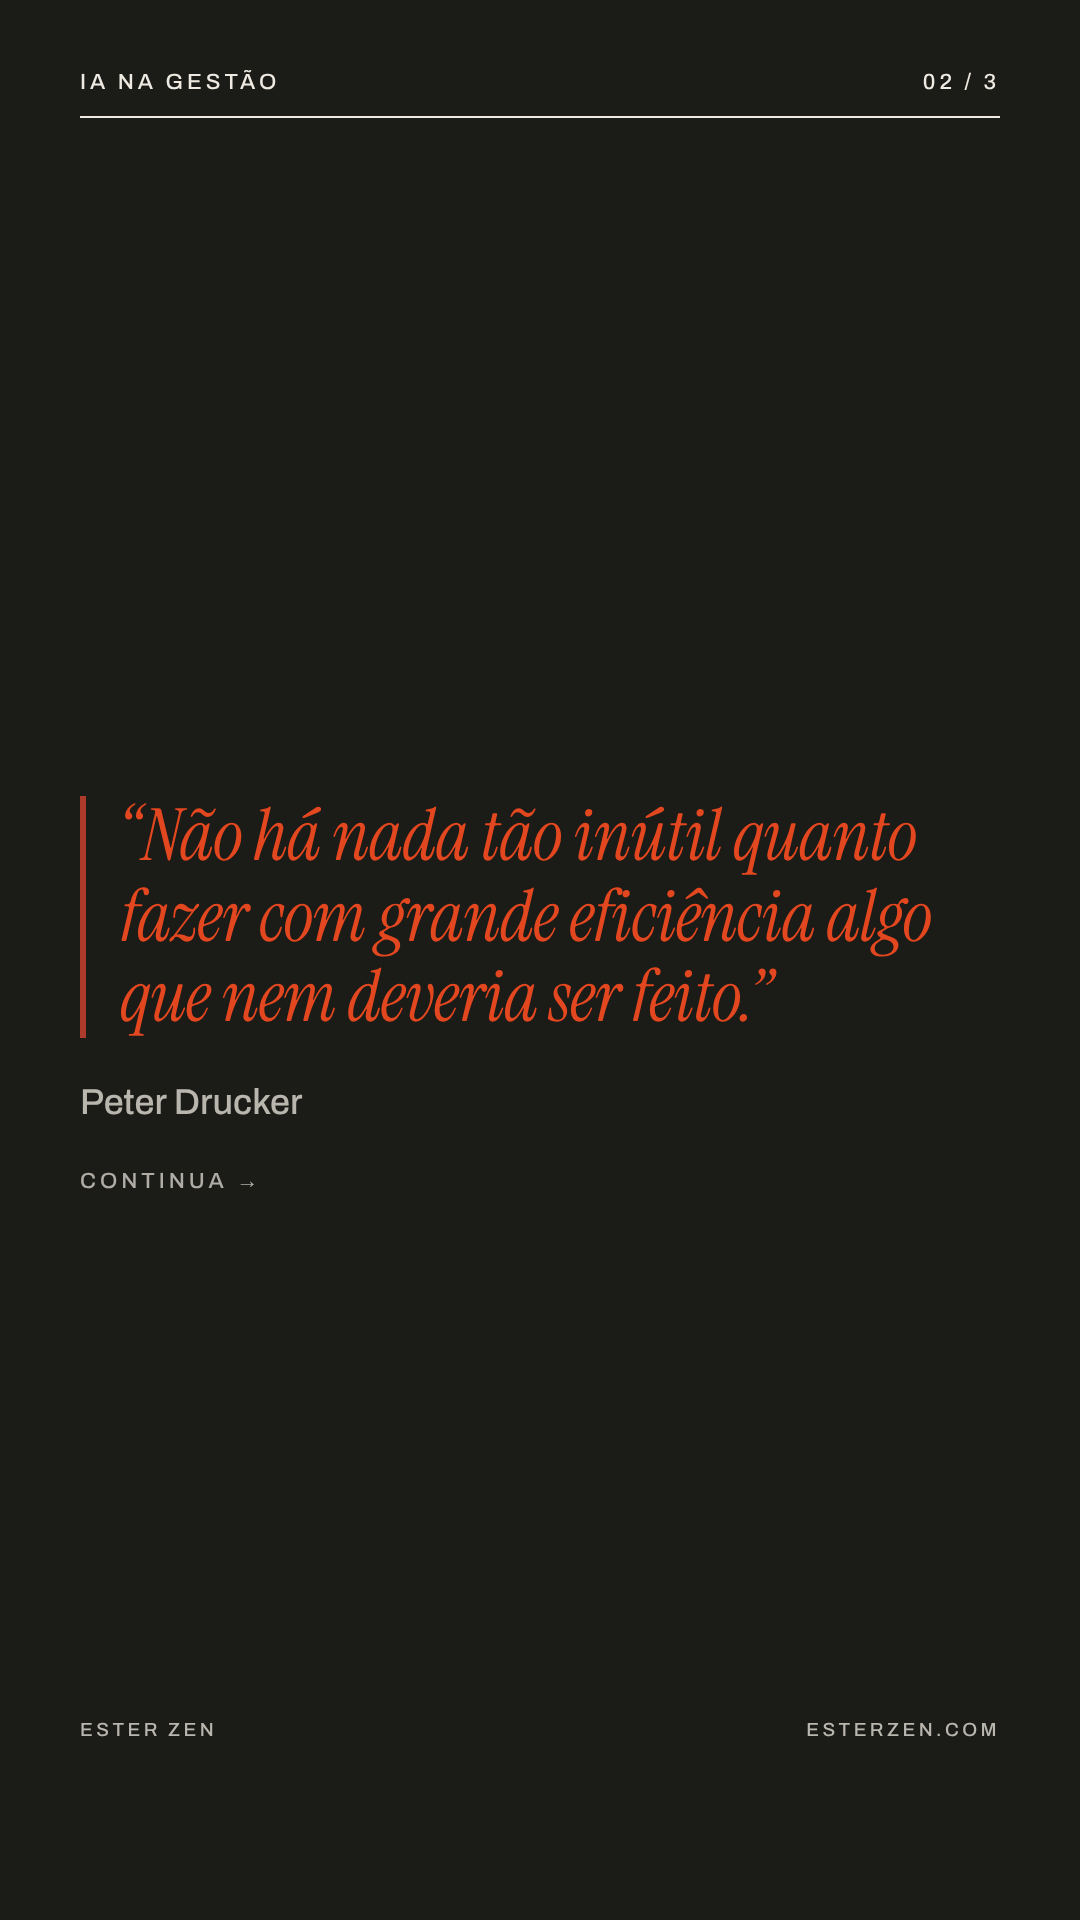 IA NA GESTÃO
02 / 3
“Não há nada tão inútil quanto
fazer com grande eficiência algo
que nem deveria ser feito.”
Peter Drucker
CONTINUA →
ESTER ZEN
ESTERZEN.COM